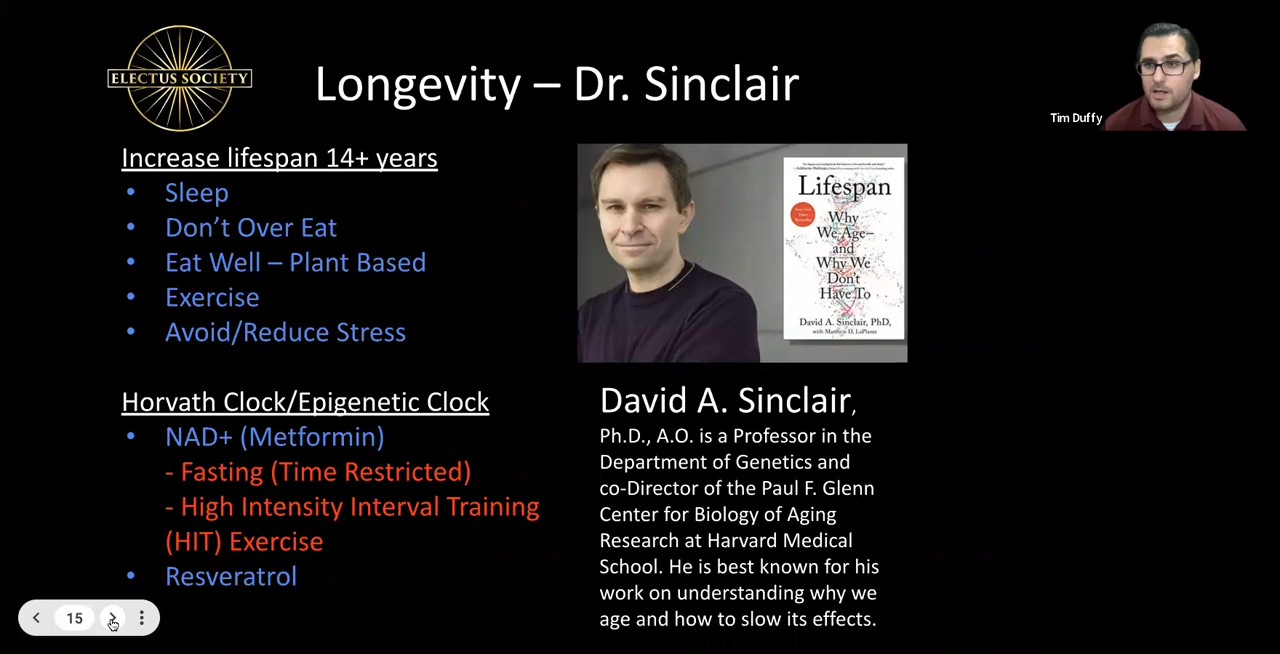 ELECTUS SOCIETY
Longevity – Dr. Sinclair
Tim Duffy
Increase lifespan 14+ years
• Sleep
• Don't Over Eat
• Eat Well – Plant Based
• Exercise
• Avoid/Reduce Stress
Horvath Clock/Epigenetic Clock
• NAD+ (Metformin)
- Fasting (Time Restricted)
- High Intensity Interval Training
(HIT) Exercise
• Resveratrol
Lifespan
Why
We Age—
and
Why We
Don't
Have To
David A. Sinclair, PhD,
with Matthew D. LaPlante
David A. Sinclair,
Ph.D., A.O. is a Professor in the
Department of Genetics and
co-Director of the Paul F. Glenn
Center for Biology of Aging
Research at Harvard Medical
School. He is best known for his
work on understanding why we
age and how to slow its effects.
15